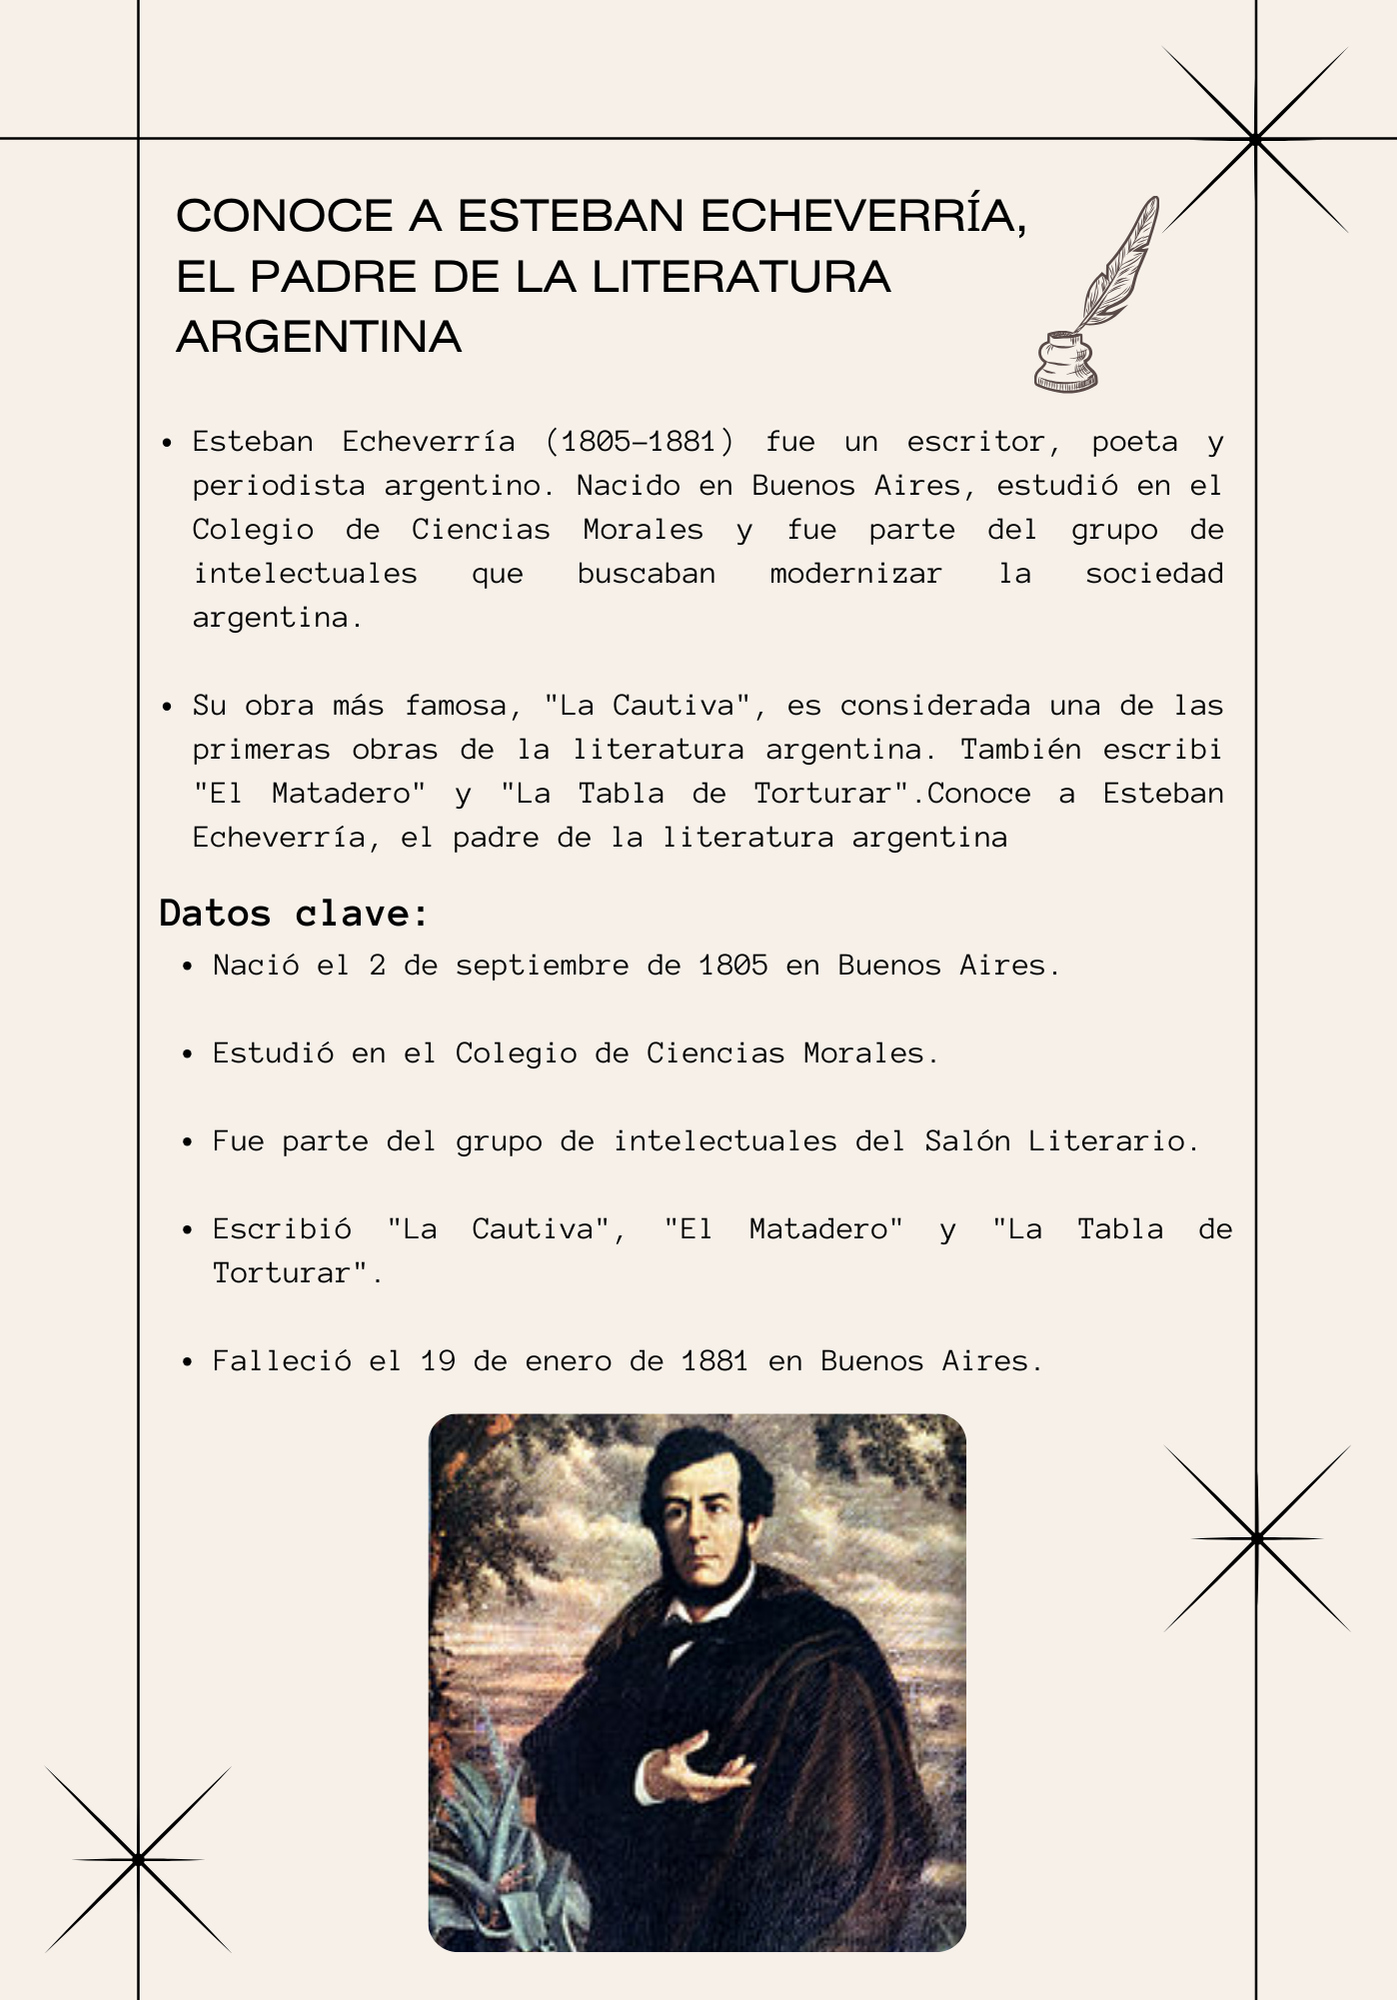 CONOCE A ESTEBAN ECHEVERRÍA,
EL PADRE DE LA LITERATURA
ARGENTINA
• Esteban Echeverría (1805-1881) fue un escritor, poeta y
periodista argentino. Nacido en Buenos Aires, estudió en el
Colegio de Ciencias Morales y fue parte del grupo de
intelectuales que buscaban modernizar la sociedad
argentina.
• Su obra más famosa, "La Cautiva", es considerada una de las
primeras obras de la literatura argentina. También escribi
"El Matadero" y "La Tabla de Torturar".Conoce a Esteban
Echeverría, el padre de la literatura argentina
Datos clave:
• Nació el 2 de septiembre de 1805 en Buenos Aires.
• Estudió en el Colegio de Ciencias Morales.
• Fue parte del grupo de intelectuales del Salón Literario.
• Escribió "La Cautiva", "El Matadero" y "La Tabla de
Torturar".
• Falleció el 19 de enero de 1881 en Buenos Aires.